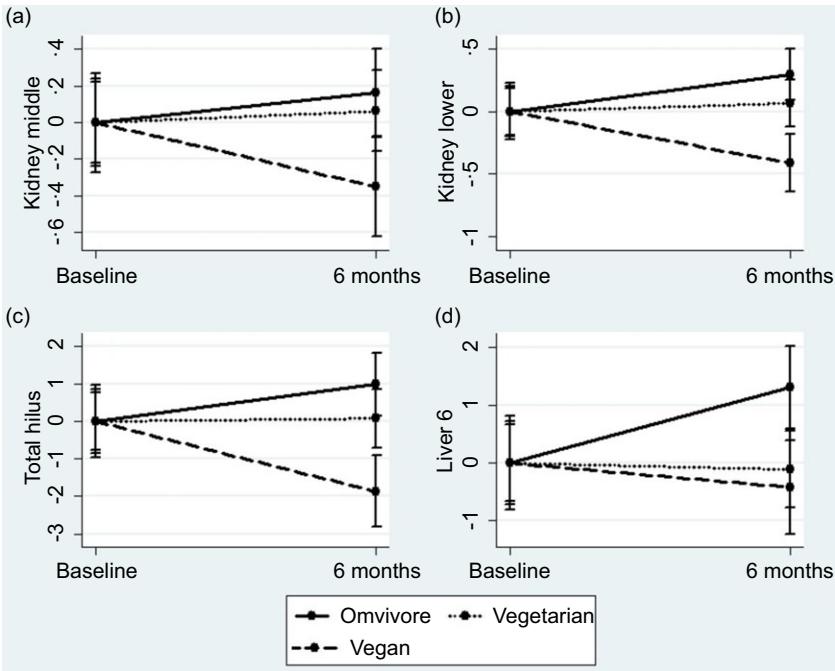 (a)
Kidney middle
·4
·2
0
-·2
-·4
-·6
Baseline 6 months
(b)
Kidney lower
·5
0
-·5
-1
Baseline 6 months
(c)
Total hilus
2
1
0
-1
-2
-3
Baseline 6 months
(d)
Liver 6
2
1
0
-1
Baseline 6 months
Omvivore Vegetarian
Vegan